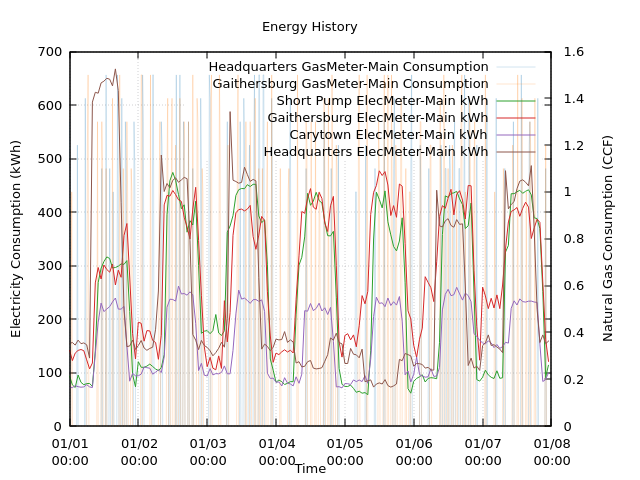 Energy History
Headquarters GasMeter-Main Consumption
Gaithersburg GasMeter-Main Consumption
Short Pump ElecMeter-Main kWh
Gaithersburg ElecMeter-Main kWh
Carytown ElecMeter-Main kWh
Headquarters ElecMeter-Main kWh
Electricity Consumption (kWh)
700
600
500
400
300
200
100
0
Natural Gas Consumption (CCF)
1.6
1.4
1.2
1
0.8
0.6
0.4
0.2
0
01/01 01/02 01/03 01/04 01/05 01/06 01/07 01/08
00:00 00:00 00:00 00:00 00:00 00:00 00:00 00:00
Time